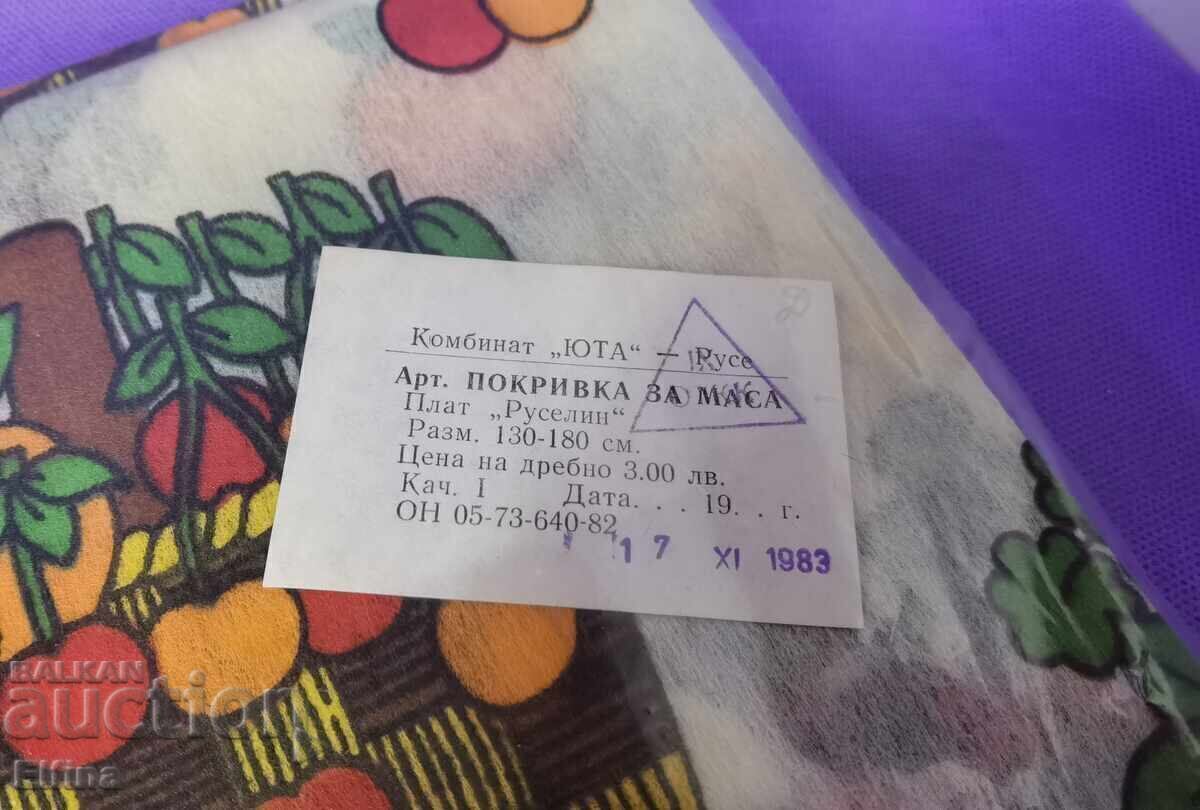 Комбинат „ЮТА“ — Русе
Арт. ПОКРИВКА ЗА МАСА
Плат „Руселин“
Разм. 130-180 см.
Цена на дребно 3.00 лв.
Кач. I Дата. . . 19. . г.
ОН 05-73-640-82
17 XI 1983
BALKAN
auction
Elfina